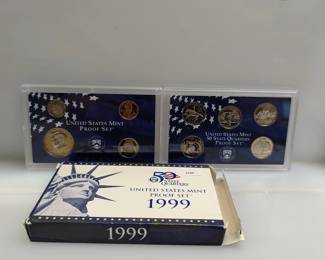 UNITED STATES MINT
PROOF SET
UNITED STATES MINT
50 STATE QUARTERS
PROOF SET
50
STATE
QUARTERS
UNITED STATES MINT
PROOF SET
1999
1999